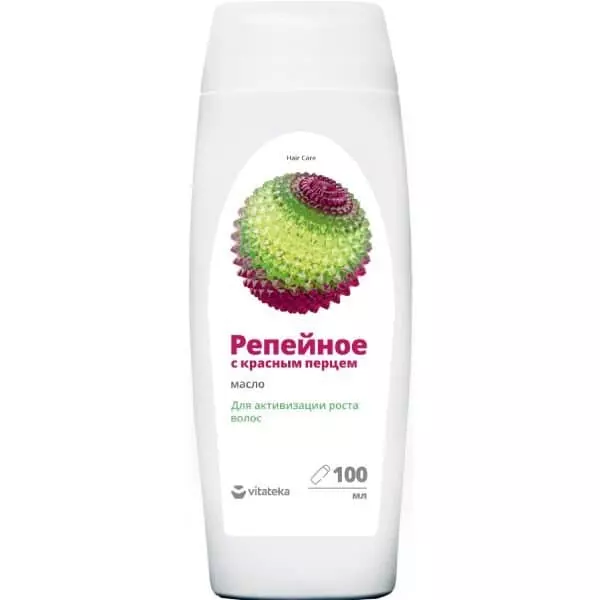 Hair Care
Репейное
с красным перцем
масло
Для активизации роста
волос
100
мл
vitateka